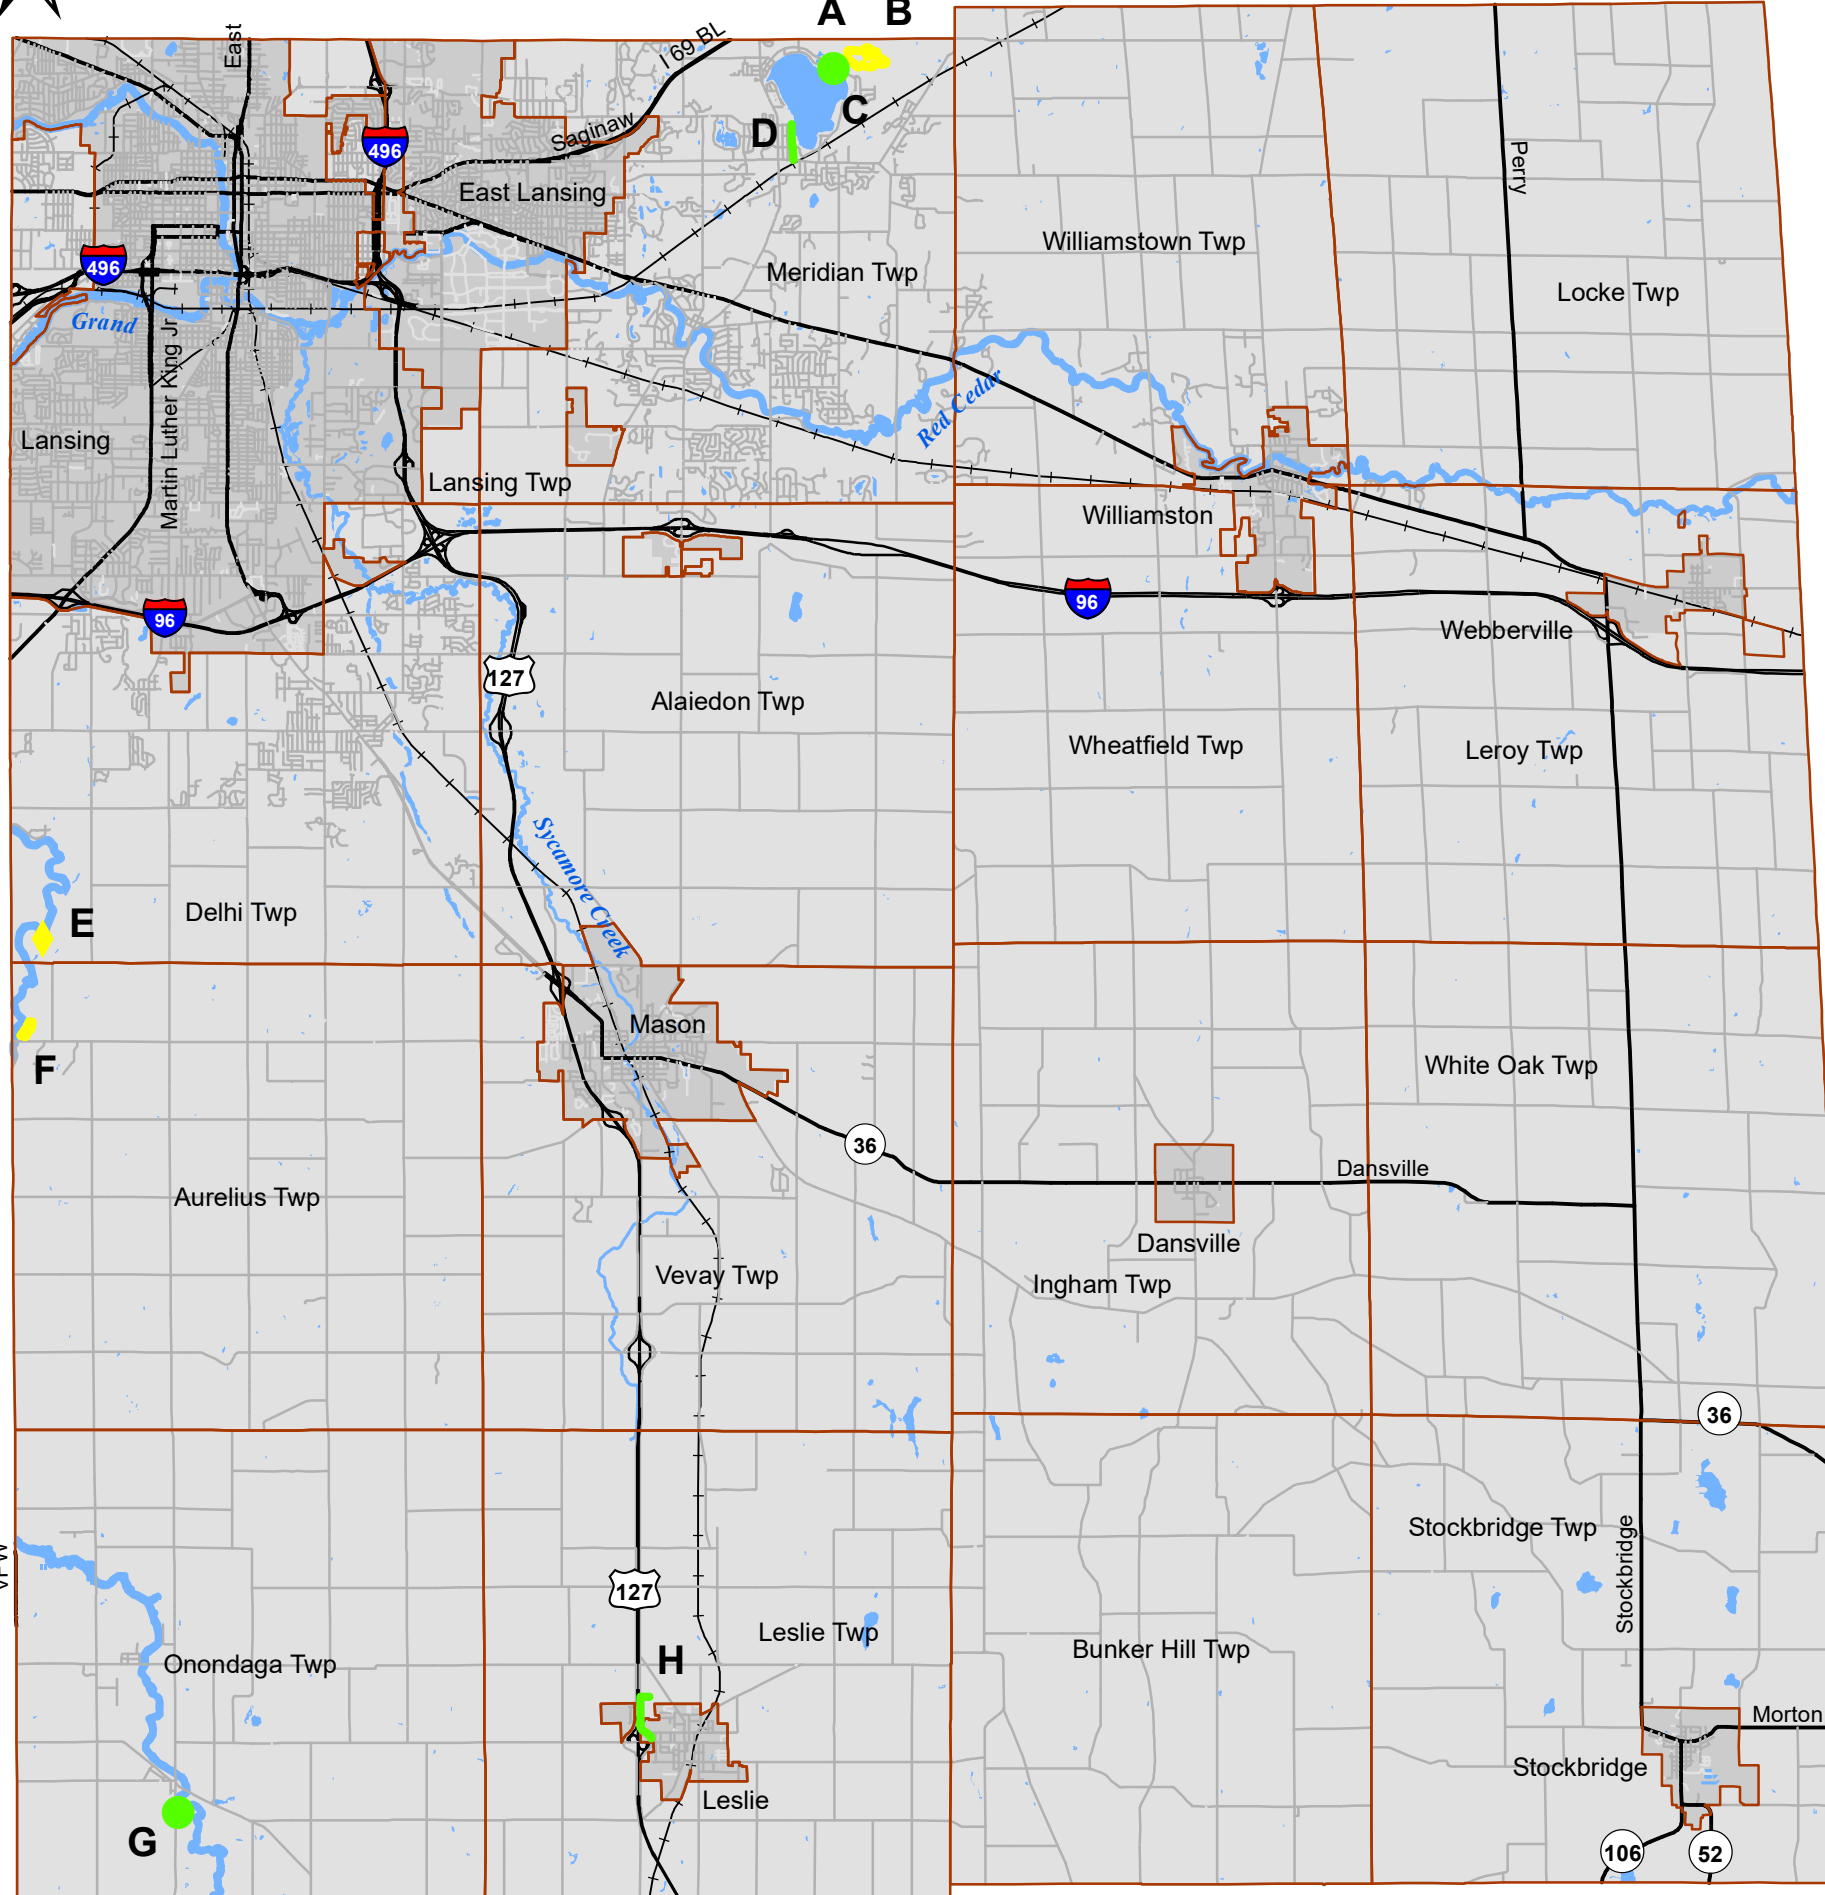 A
B
East
I 69 BL
C
Saginaw
D
496
East Lansing
Perry
Williamstown Twp
496
Meridian Twp
Locke Twp
Grand
Martin Luther King Jr
Red Cedar
Lansing
Lansing Twp
Williamston
96
96
Webberville
127
Alaiedon Twp
Wheatfield Twp
Leroy Twp
Sycamore Creek
E
Delhi Twp
Mason
F
White Oak Twp
36
Dansville
Aurelius Twp
Dansville
Vevay Twp
Ingham Twp
36
Stockbridge Twp
Stockbridge
VFW
127
Leslie Twp
H
Onondaga Twp
Bunker Hill Twp
Morton
Stockbridge
Leslie
G
106
52